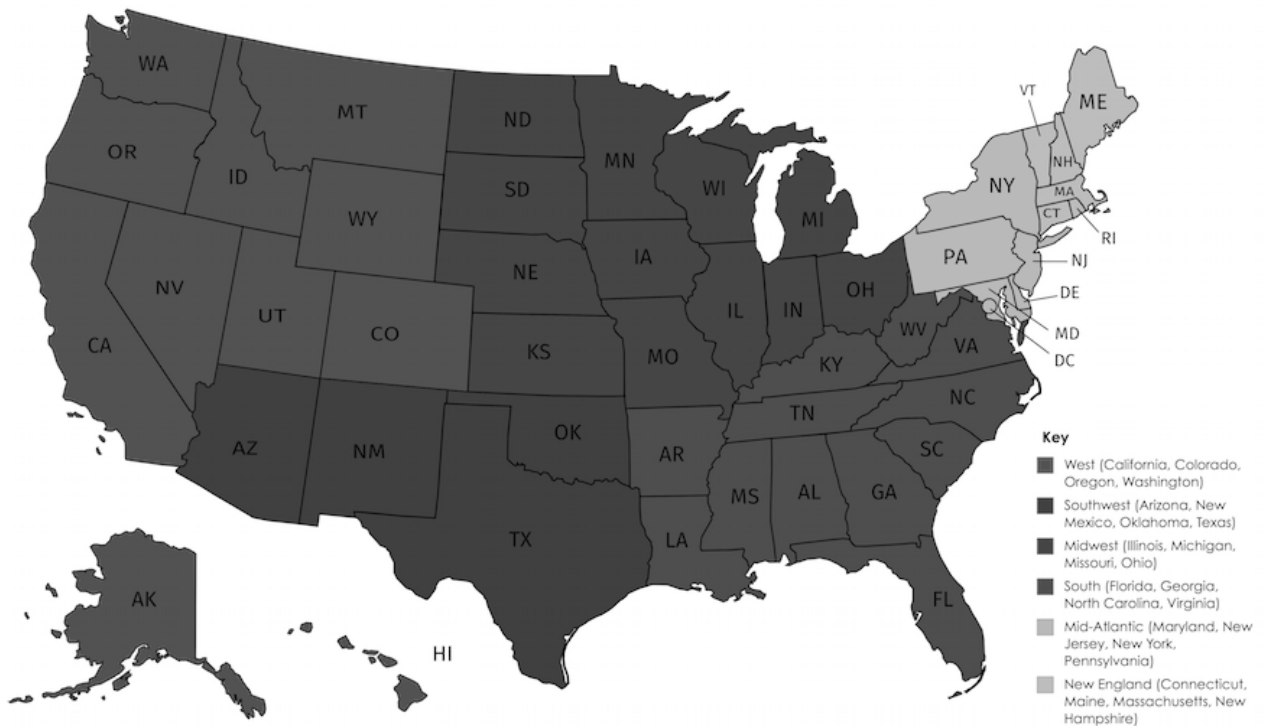 WA
MT
ND
MN
VT
ME
OR
ID
SD
WI
MI
NY
NH
MA
CT
RI
WY
NE
IA
PA
NJ
NV
UT
CO
IL
IN
OH
DE
CA
KS
MO
WV
VA
MD
DC
KY
NC
TN
AZ
NM
OK
AR
SC
MS
AL
GA
TX
LA
AK
HI
FL
Key
West (California, Colorado,
Oregon, Washington)
Southwest (Arizona, New
Mexico, Oklahoma, Texas)
Midwest (Illinois, Michigan,
Missouri, Ohio)
South (Florida, Georgia,
North Carolina, Virginia)
Mid-Atlantic (Maryland, New
Jersey, New York,
Pennsylvania)
New England (Connecticut,
Maine, Massachusetts, New
Hampshire)